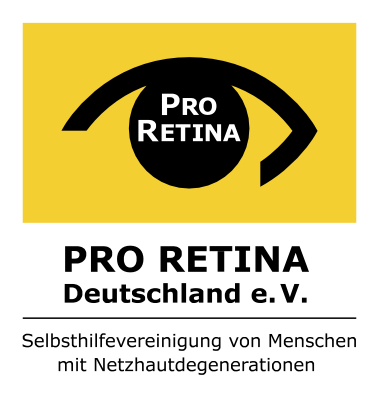 PRO
RETINA
PRO RETINA
Deutschland e. V.
Selbsthilfevereinigung von Menschen
mit Netzhautdegenerationen